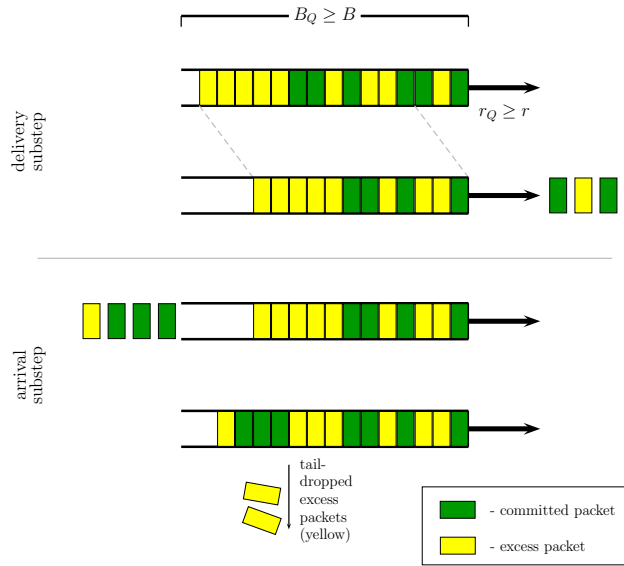 B_Q ≥ B
delivery
substep
r_Q ≥ r
arrival
substep
tail-
dropped
excess
packets
(yellow)
- committed packet
- excess packet